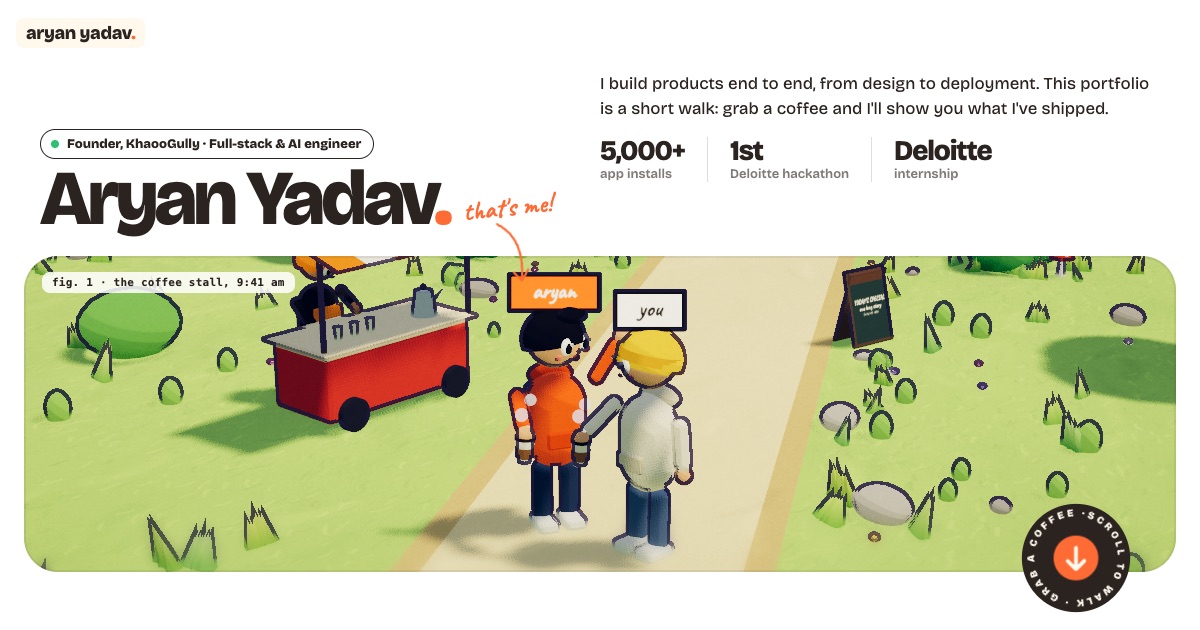 aryan yadav.
I build products end to end, from design to deployment. This portfolio
is a short walk: grab a coffee and I'll show you what I've shipped.
Founder, KhaooGully · Full-stack & AI engineer
5,000+
app installs
1st
Deloitte hackathon
Deloitte
internship
Aryan Yadav.
that's me!
fig. 1 · the coffee stall, 9:41 am
aryan
you
TODAY'S SPECIAL
SCROLL TO WALK · GRAB A COFFEE ·